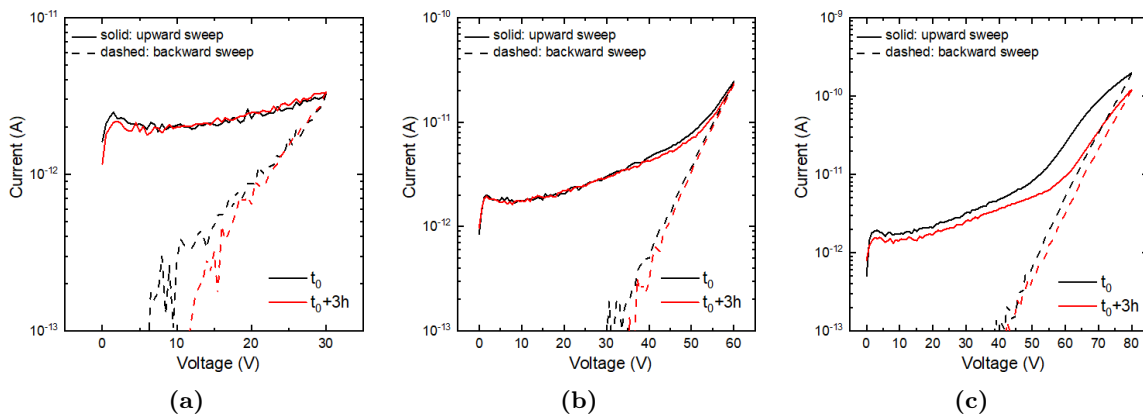 10⁻¹¹
solid: upward sweep
dashed: backward sweep
10⁻¹²
Current (A)
t₀
t₀+3h
10⁻¹³
0 10 20 30
Voltage (V)
(a)
10⁻¹⁰
solid: upward sweep
dashed: backward sweep
10⁻¹¹
Current (A)
10⁻¹²
t₀
t₀+3h
10⁻¹³
0 10 20 30 40 50 60
Voltage (V)
(b)
10⁻⁹
solid: upward sweep
dashed: backward sweep
10⁻¹⁰
Current (A)
10⁻¹¹
10⁻¹²
t₀
t₀+3h
10⁻¹³
0 10 20 30 40 50 60 70 80
Voltage (V)
(c)